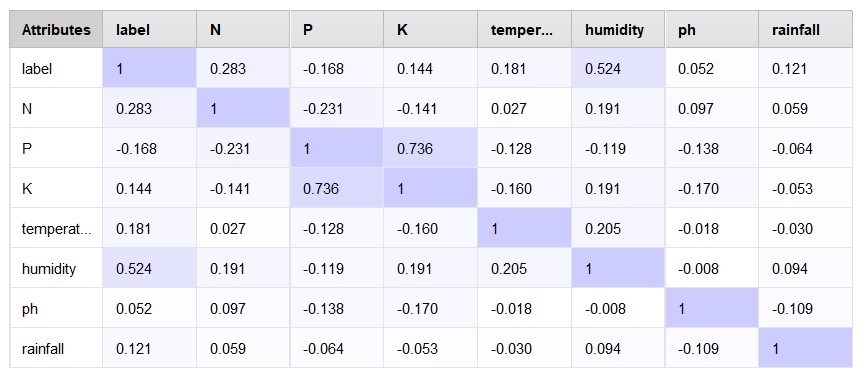 Attributes label N P K temper... humidity ph rainfall
label 1 0.283 -0.168 0.144 0.181 0.524 0.052 0.121
N 0.283 1 -0.231 -0.141 0.027 0.191 0.097 0.059
P -0.168 -0.231 1 0.736 -0.128 -0.119 -0.138 -0.064
K 0.144 -0.141 0.736 1 -0.160 0.191 -0.170 -0.053
temperat... 0.181 0.027 -0.128 -0.160 1 0.205 -0.018 -0.030
humidity 0.524 0.191 -0.119 0.191 0.205 1 -0.008 0.094
ph 0.052 0.097 -0.138 -0.170 -0.018 -0.008 1 -0.109
rainfall 0.121 0.059 -0.064 -0.053 -0.030 0.094 -0.109 1